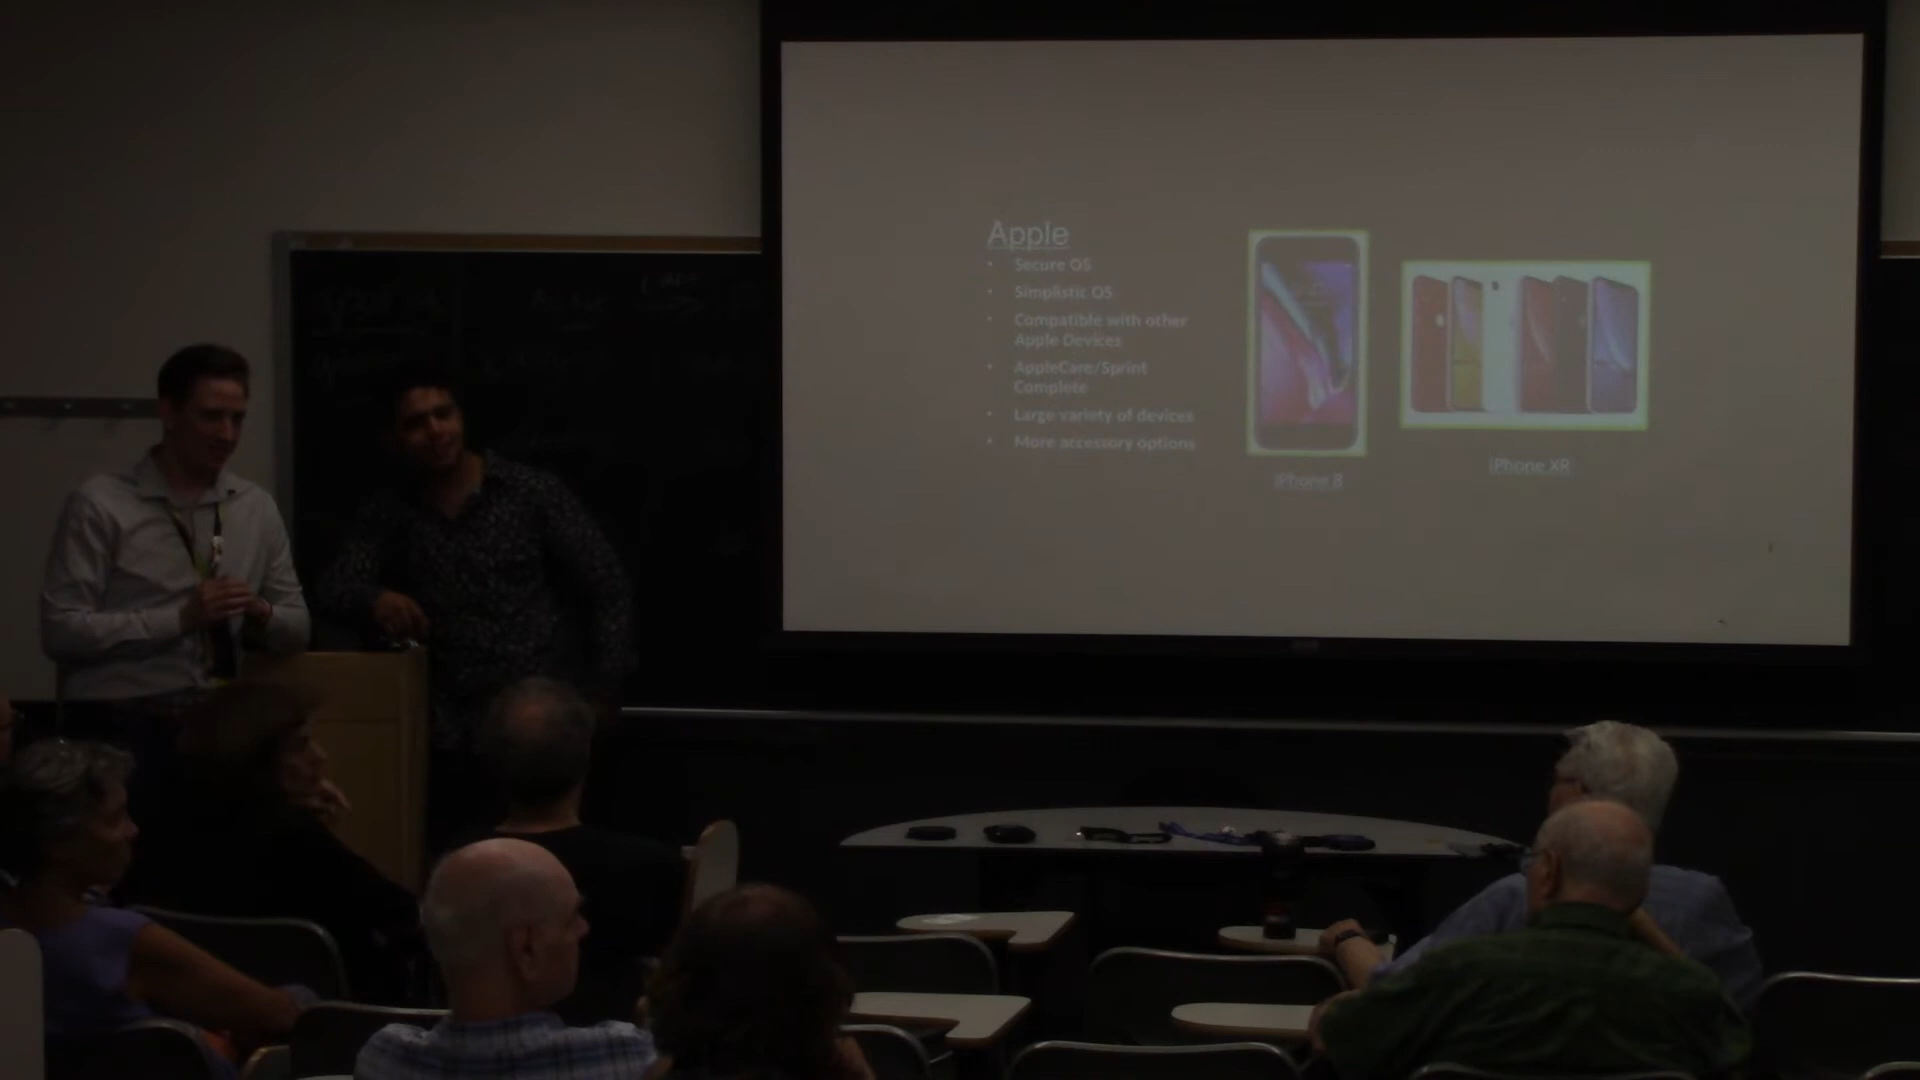 Apple
• Secure OS
• Simplistic OS
• Compatible with other
Apple Devices
• AppleCare/Sprint
Complete
• Large variety of devices
• More accessory options
iPhone 8
iPhone XR